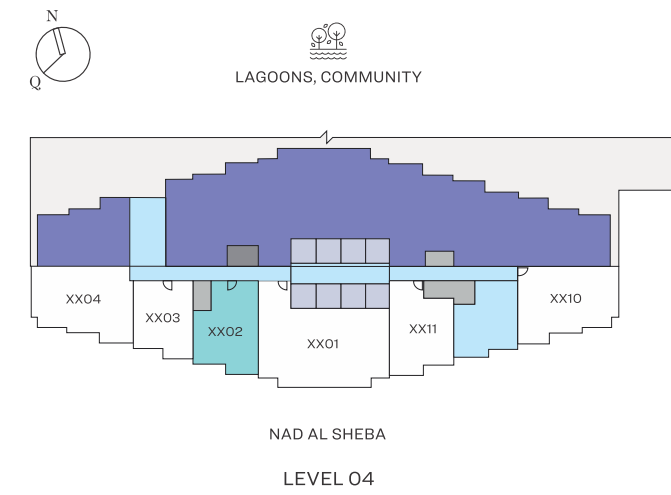 N
Q
LAGOONS, COMMUNITY
XX04
XX03
XX02
XX01
XX11
XX10
NAD AL SHEBA
LEVEL 04